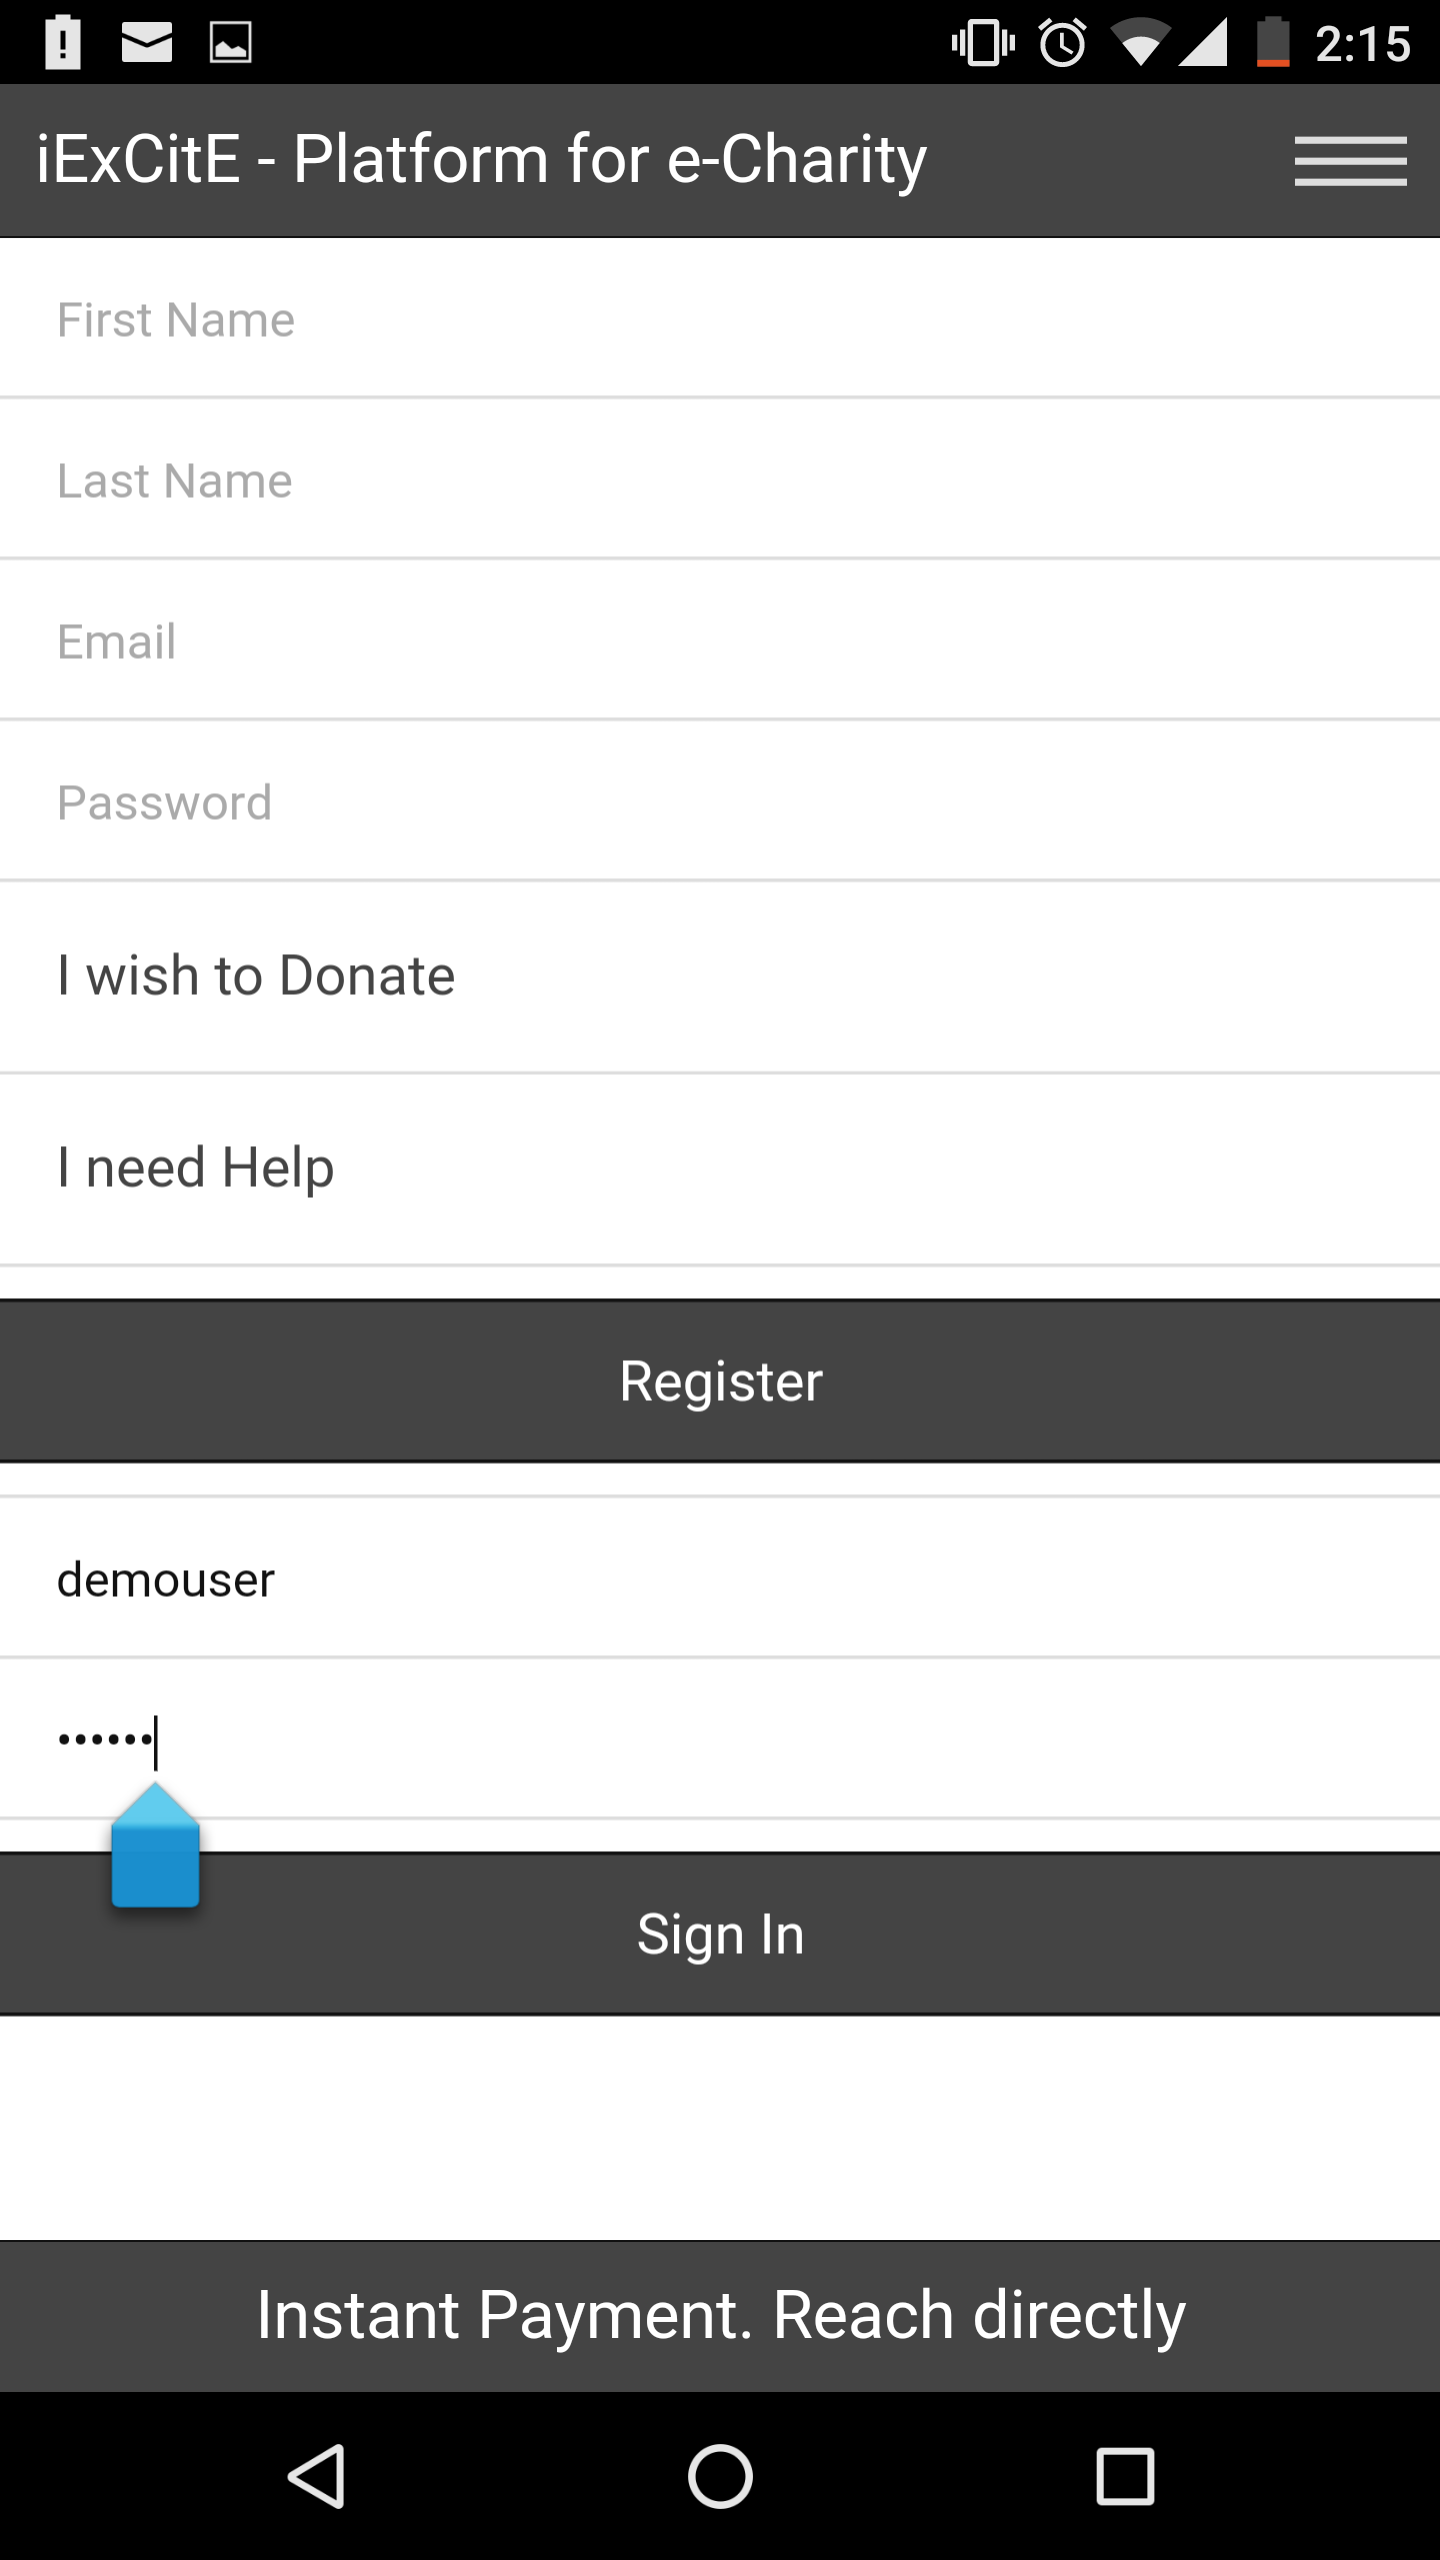 2:15
iExCitE - Platform for e-Charity
First Name
Last Name
Email
Password
I wish to Donate
I need Help
Register
demouser
••••••
Sign In
Instant Payment. Reach directly